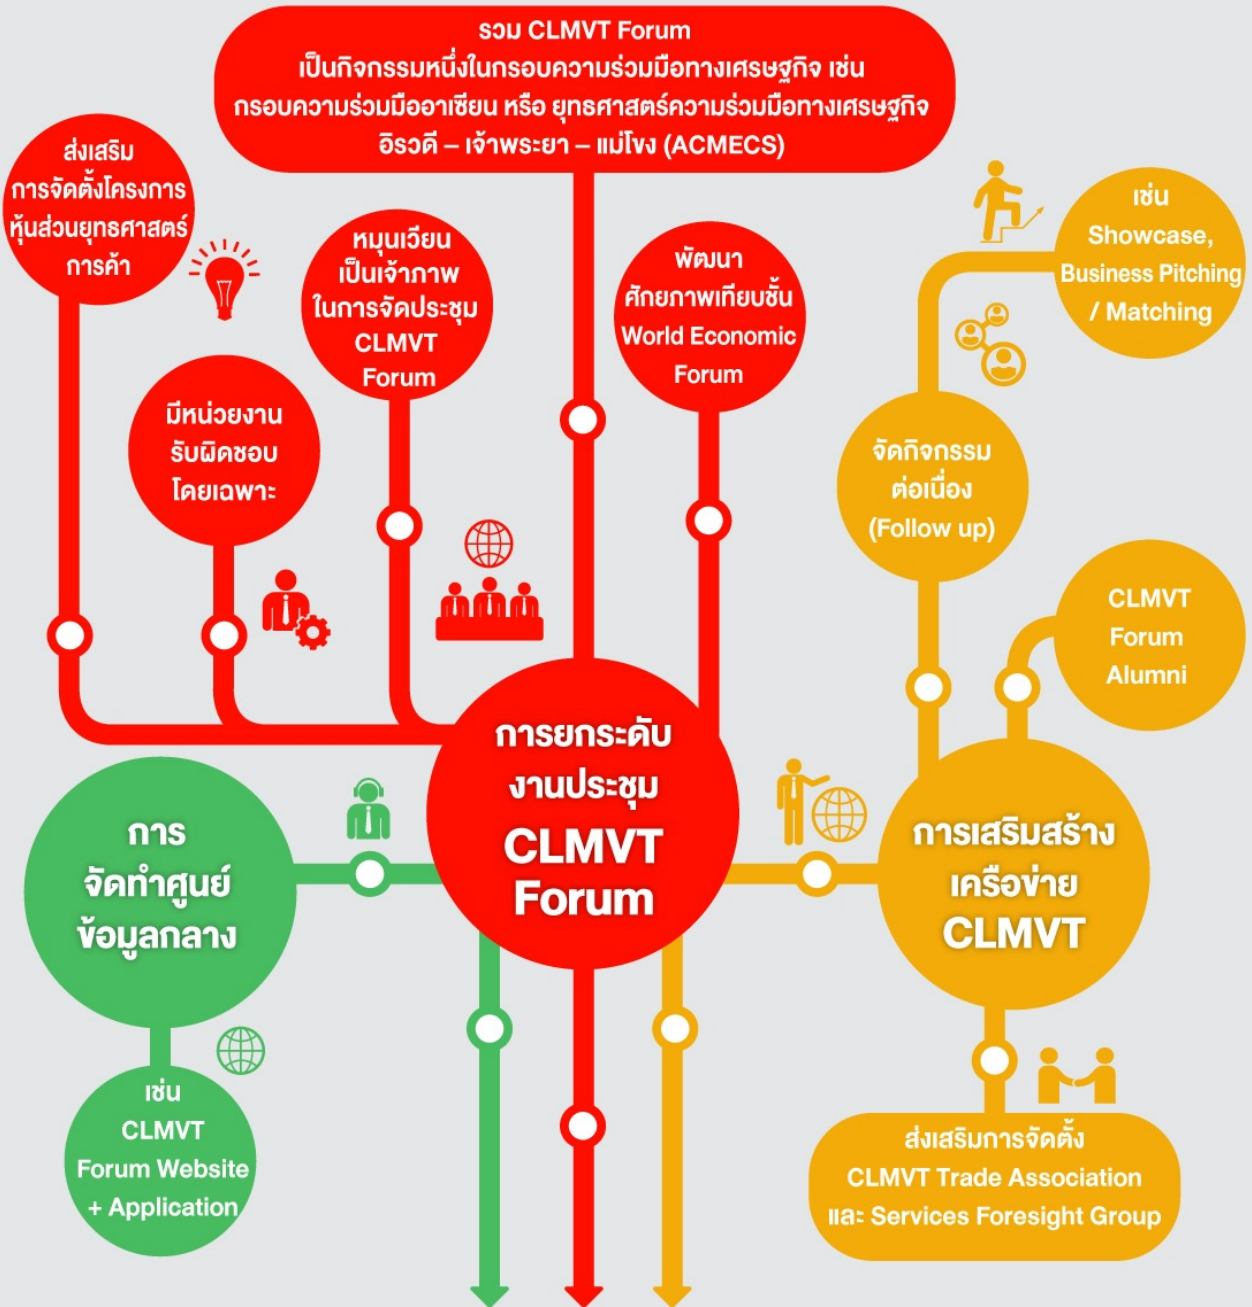 รวม CLMVT Forum
เป็นกิจกรรมหนึ่งในกรอบความร่วมมือทางเศรษฐกิจ เช่น
กรอบความร่วมมืออาเซียน หรือ ยุทธศาสตร์ความร่วมมือทางเศรษฐกิจ
อิรวดี – เจ้าพระยา – แม่โขง (ACMECS)
ส่งเสริม
การจัดตั้งโครงการ
หุ้นส่วนยุทธศาสตร์
การค้า
มีหน่วยงาน
รับผิดชอบ
โดยเฉพาะ
หมุนเวียน
เป็นเจ้าภาพ
ในการจัดประชุม
CLMVT
Forum
พัฒนา
ศักยภาพเทียบชั้น
World Economic
Forum
เช่น
Showcase,
Business Pitching
/ Matching
จัดกิจกรรม
ต่อเนื่อง
(Follow up)
CLMVT
Forum
Alumni
การยกระดับ
งานประชุม
CLMVT
Forum
การ
จัดทำศูนย์
ข้อมูลกลาง
การเสริมสร้าง
เครือข่าย
CLMVT
เช่น
CLMVT
Forum Website
+ Application
ส่งเสริมการจัดตั้ง
CLMVT Trade Association
และ Services Foresight Group